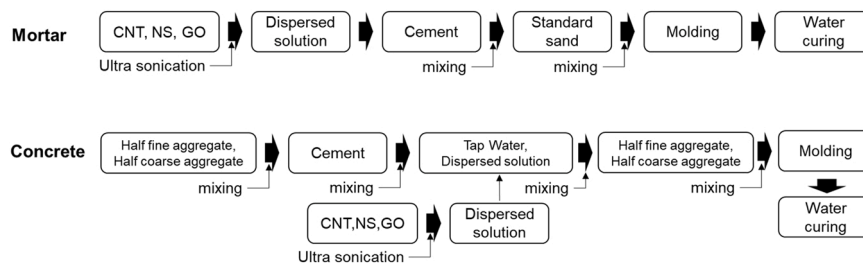 Mortar
CNT, NS, GO
Dispersed
solution
Cement
Standard
sand
Molding
Water
curing
Ultra sonication
mixing
mixing
Concrete
Half fine aggregate,
Half coarse aggregate
Cement
Tap Water,
Dispersed solution
Half fine aggregate,
Half coarse aggregate
Molding
mixing
mixing
mixing
mixing
CNT,NS,GO
Dispersed
solution
Water
curing
Ultra sonication